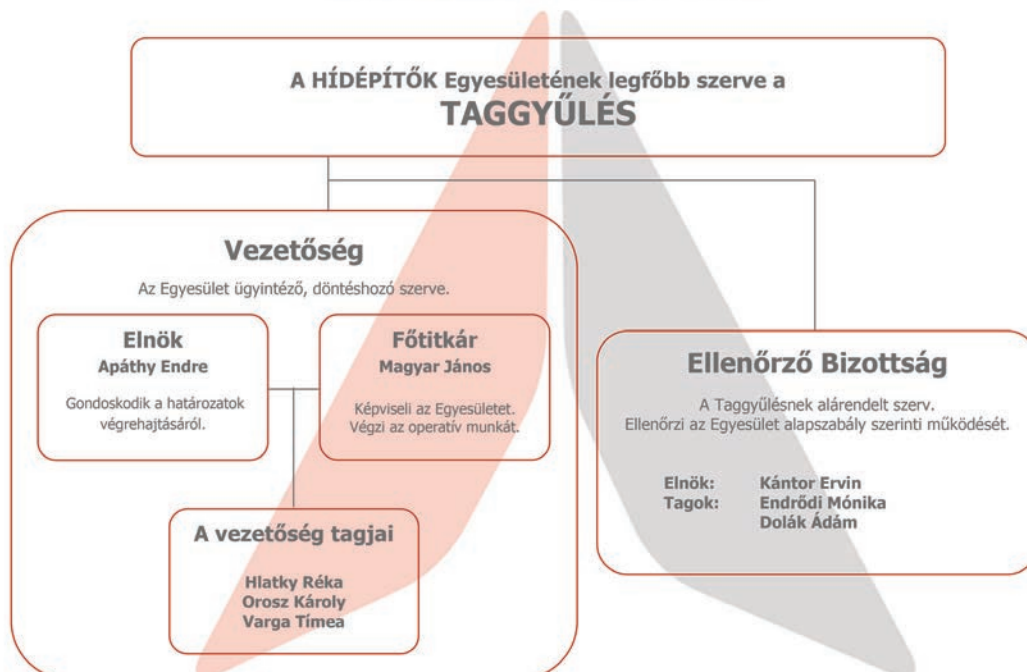 A HÍDÉPÍTŐK Egyesületének legfőbb szerve a
TAGGYŰLÉS
Vezetőség
Az Egyesület ügyintéző, döntéshozó szerve.
Elnök
Apáthy Endre
Gondoskodik a határozatok
végrehajtásáról.
Főtitkár
Magyar János
Képviseli az Egyesületet.
Végzi az operatív munkát.
A vezetőség tagjai
Hlatky Réka
Orosz Károly
Varga Tímea
Ellenőrző Bizottság
A Taggyűlésnek alárendelt szerv.
Ellenőrzi az Egyesület alapszabály szerinti működését.
Elnök: Kántor Ervin
Tagok: Endrődi Mónika
Dolák Ádám